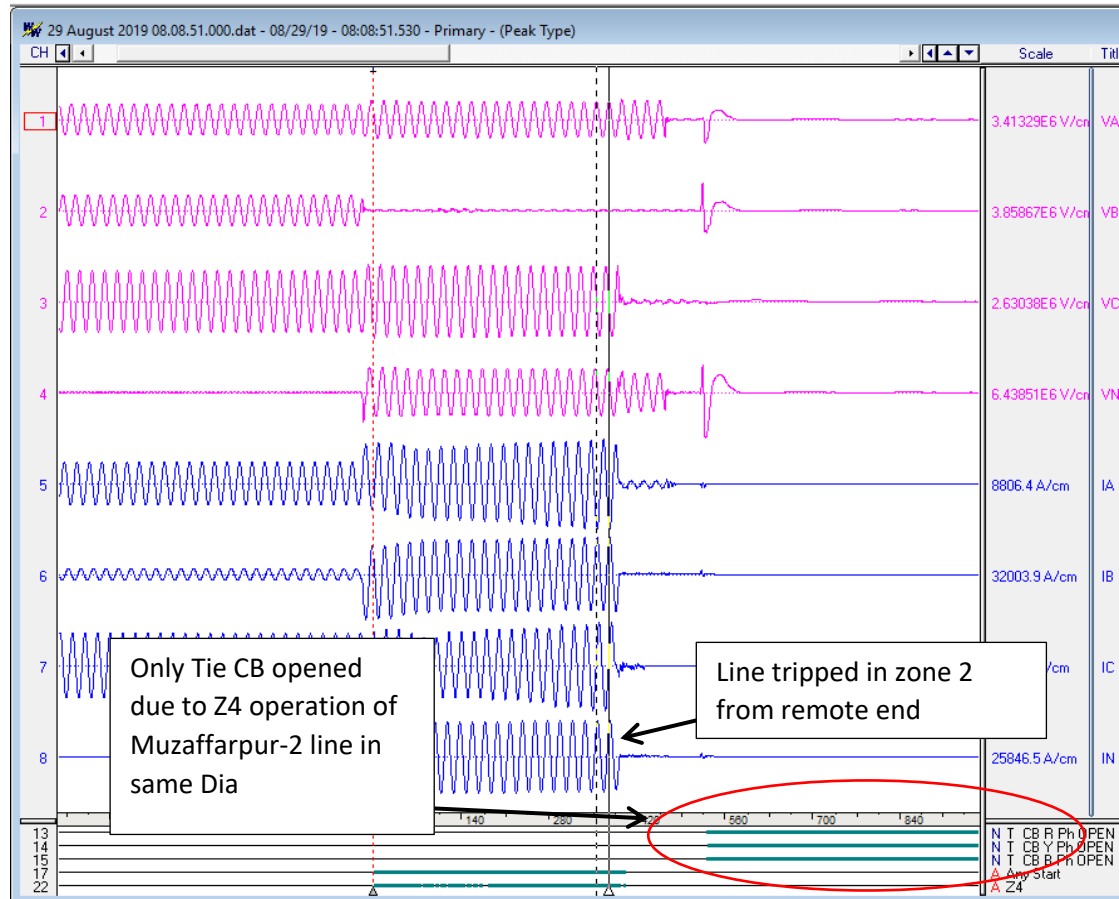 29 August 2019 08.08.51.000.dat - 08/29/19 - 08:08:51.530 - Primary - (Peak Type)
CH Scale Titl
1 3.41329E6 V/cm VA
2 3.85867E6 V/cm VB
3 2.63038E6 V/cm VC
4 6.43851E6 V/cm VN
5 8806.4 A/cm IA
6 32003.9 A/cm IB
7 /cm IC
8 25846.5 A/cm IN
Only Tie CB opened
due to Z4 operation of
Muzaffarpur-2 line in
same Dia
Line tripped in zone 2
from remote end
140 280 420 560 700 840
13 N T CB R Ph OPEN
14 N T CB Y Ph OPEN
15 N T CB B Ph OPEN
17 A Any Start
22 A Z4